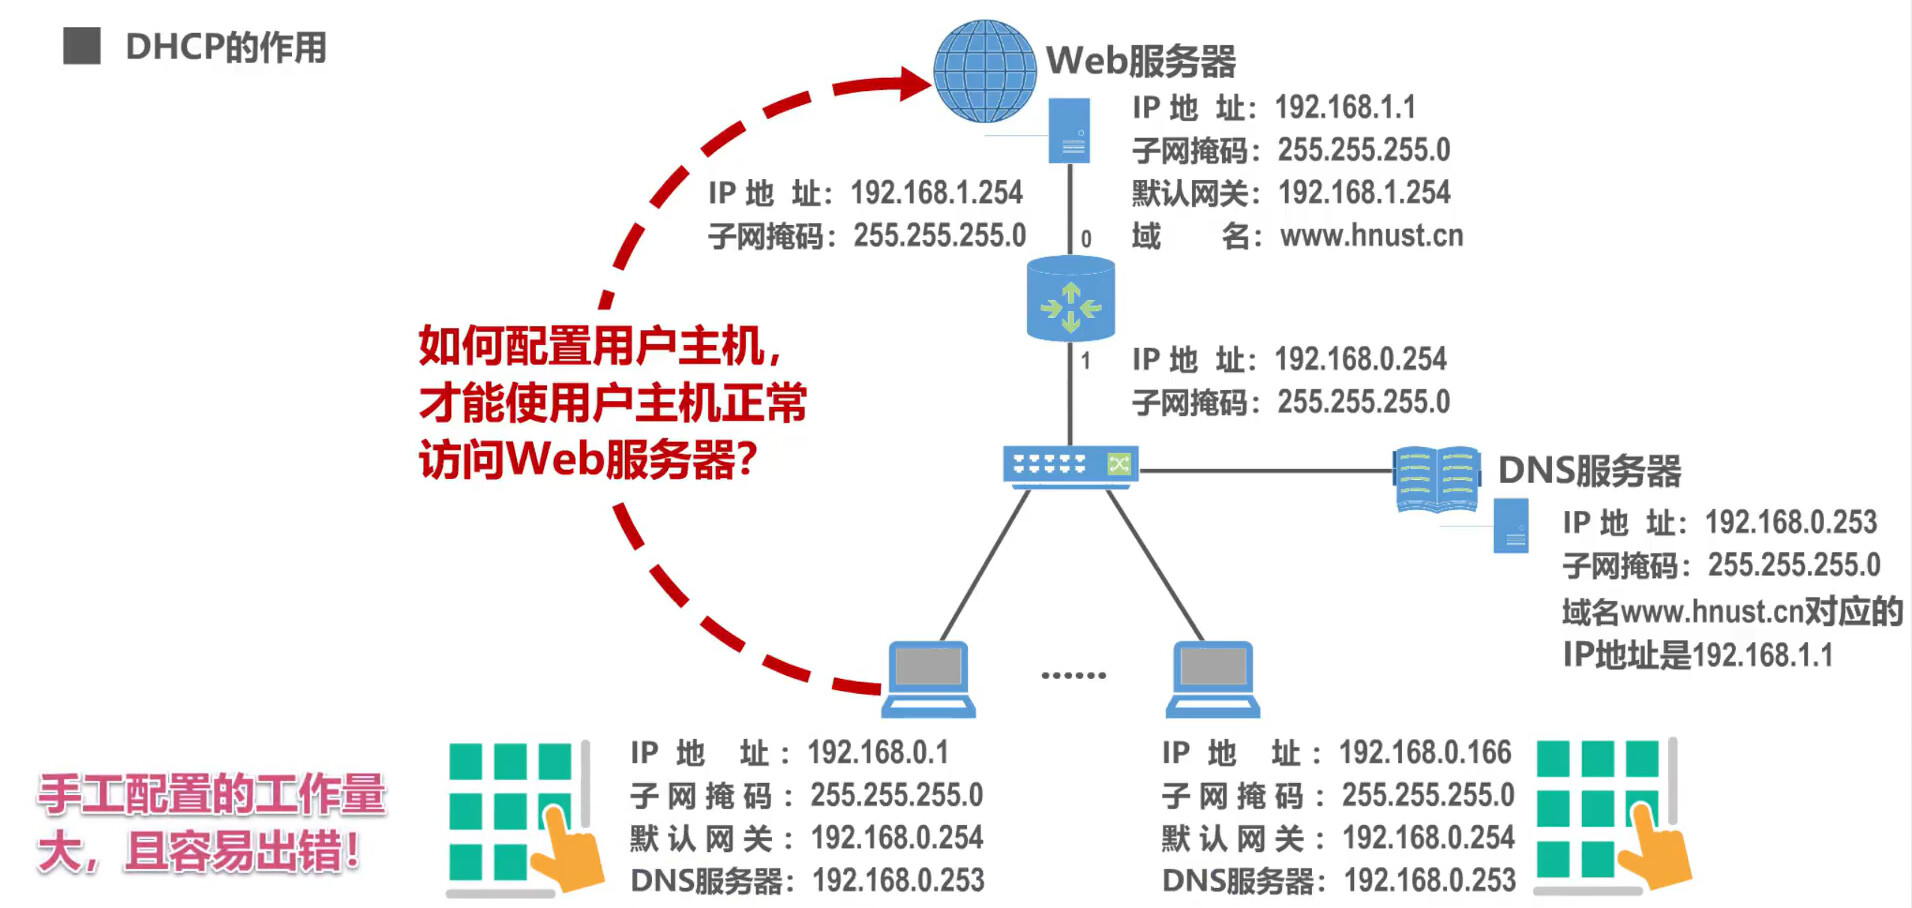 DHCP的作用
Web服务器
IP 地 址：192.168.1.1
子网掩码：255.255.255.0
默认网关：192.168.1.254
域 名：www.hnust.cn
IP 地 址：192.168.1.254
子网掩码：255.255.255.0
0
如何配置用户主机，
才能使用户主机正常
访问Web服务器？
1
IP 地 址：192.168.0.254
子网掩码：255.255.255.0
DNS服务器
IP 地 址：192.168.0.253
子网掩码：255.255.255.0
域名www.hnust.cn对应的
IP地址是192.168.1.1
……
手工配置的工作量
大，且容易出错！
IP 地 址：192.168.0.1
子网掩码：255.255.255.0
默认网关：192.168.0.254
DNS服务器：192.168.0.253
IP 地 址：192.168.0.166
子网掩码：255.255.255.0
默认网关：192.168.0.254
DNS服务器：192.168.0.253